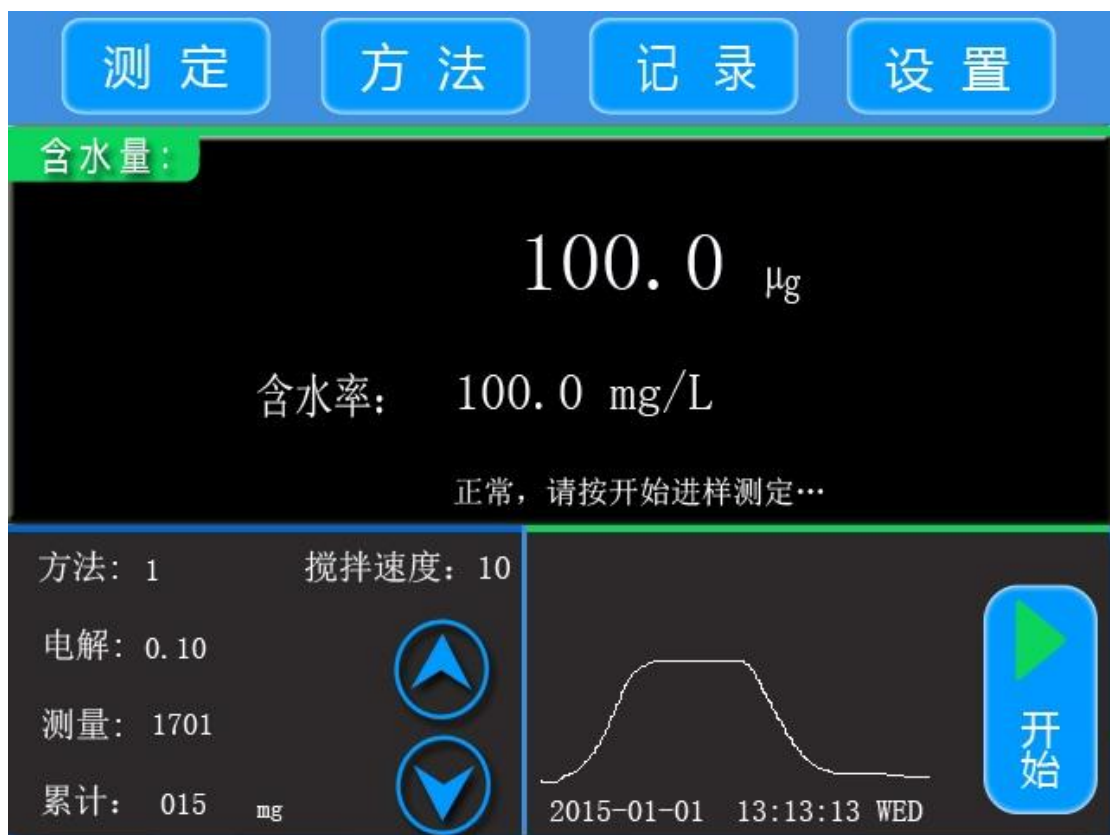 测定 方法 记录 设置
含水量:
100.0 μg
含水率: 100.0 mg/L
正常, 请按开始进样测定…
方法: 1 搅拌速度: 10
电解: 0.10
测量: 1701
累计: 015 mg
2015-01-01 13:13:13 WED
开始